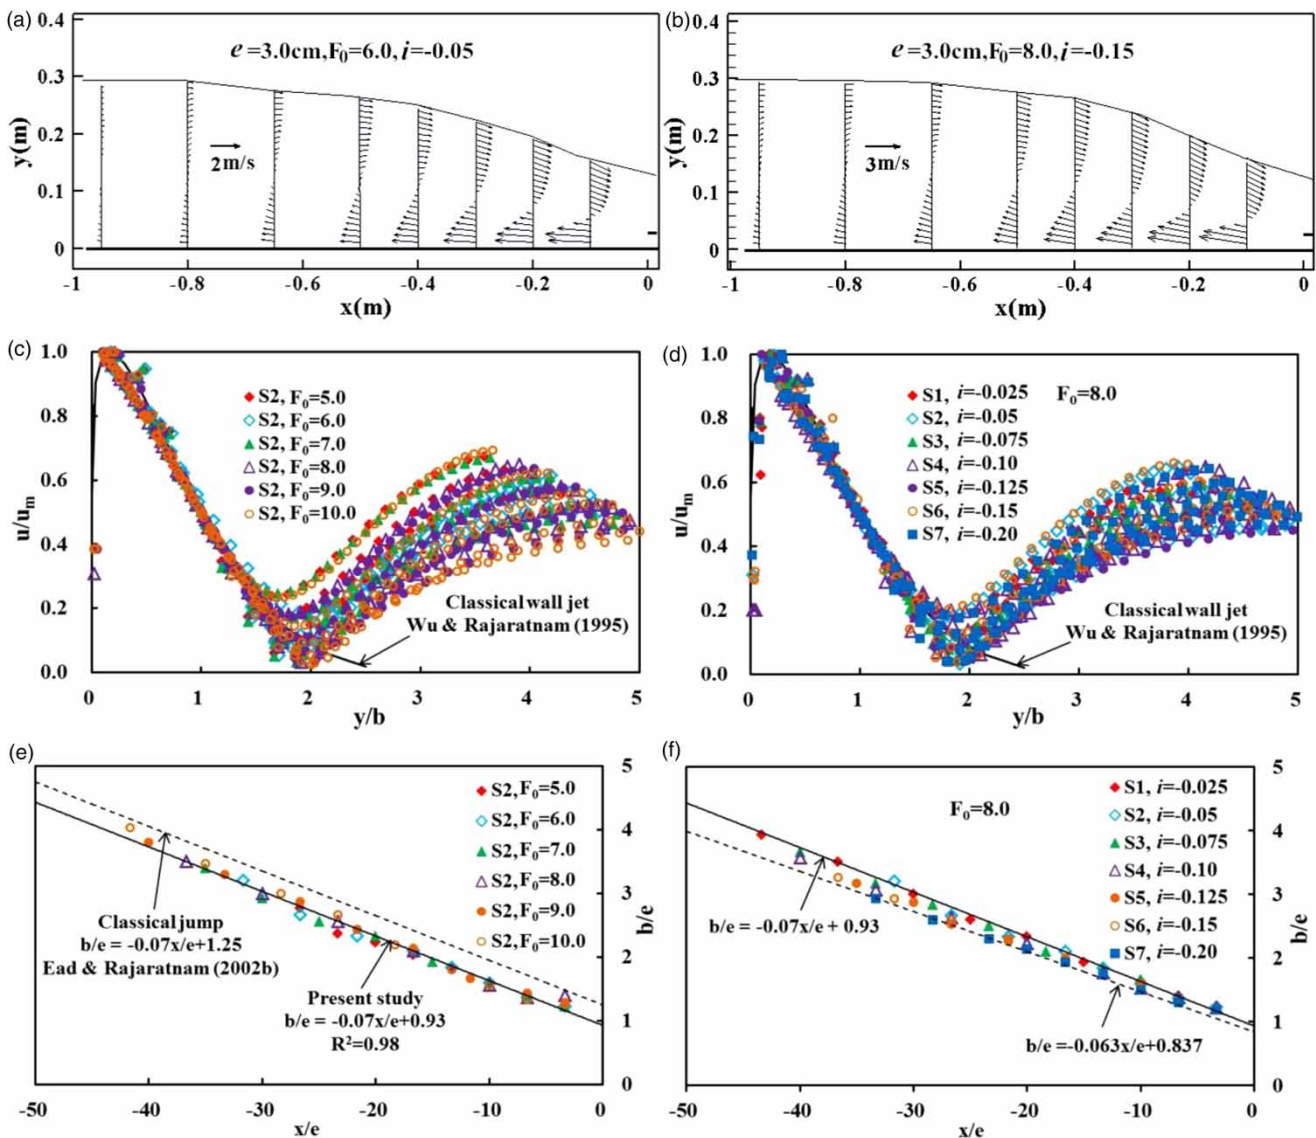 (a)
0.4
0.3
0.2
0.1
0
y(m)
e=3.0cm,F0=6.0,i=-0.05
2m/s
-1 -0.8 -0.6 -0.4 -0.2 0
x(m)
(b)
0.4
0.3
0.2
0.1
0
y(m)
e=3.0cm,F0=8.0,i=-0.15
3m/s
-1 -0.8 -0.6 -0.4 -0.2 0
x(m)
(c)
1.0
0.8
0.6
0.4
0.2
0.0
u/um
S2, F0=5.0
S2, F0=6.0
S2, F0=7.0
S2, F0=8.0
S2, F0=9.0
S2, F0=10.0
Classical wall jet
Wu & Rajaratnam (1995)
0 1 2 3 4 5
y/b
(d)
1.0
0.8
0.6
0.4
0.2
0.0
u/um
S1, i=-0.025 F0=8.0
S2, i=-0.05
S3, i=-0.075
S4, i=-0.10
S5, i=-0.125
S6, i=-0.15
S7, i=-0.20
Classical wall jet
Wu & Rajaratnam (1995)
0 1 2 3 4 5
y/b
(e)
S2, F0=5.0
S2, F0=6.0
S2, F0=7.0
S2, F0=8.0
S2, F0=9.0
S2, F0=10.0
Classical jump
b/e = -0.07x/e+1.25
Ead & Rajaratnam (2002b)
Present study
b/e = -0.07x/e+0.93
R²=0.98
5
4
3
2
1
0
b/e
-50 -40 -30 -20 -10 0
x/e
(f)
F0=8.0
S1, i=-0.025
S2, i=-0.05
S3, i=-0.075
S4, i=-0.10
S5, i=-0.125
S6, i=-0.15
S7, i=-0.20
b/e = -0.07x/e + 0.93
b/e =-0.063x/e+0.837
5
4
3
2
1
0
b/e
-50 -40 -30 -20 -10 0
x/e